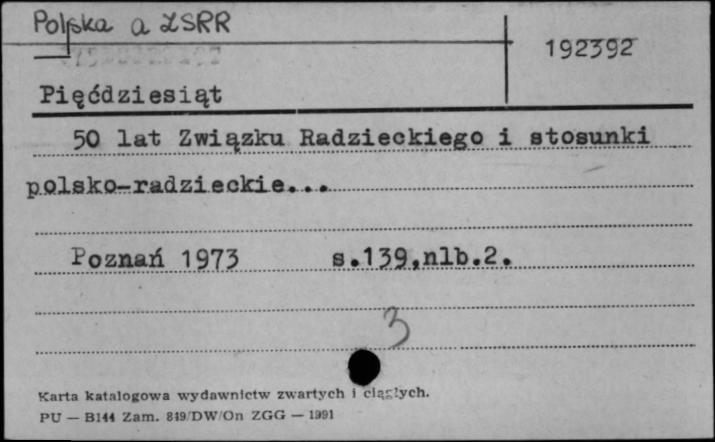 Polska a ZSRR
192392
Pięćdziesiąt
50 lat Związku Radzieckiego i stosunki
polsko-radzieckie...
Poznań 1973 s.139,nlb.2.
3
Karta katalogowa wydawnictw zwartych i ciągłych.
PU — B144 Zam. 849/DW/On ZGG — 1991